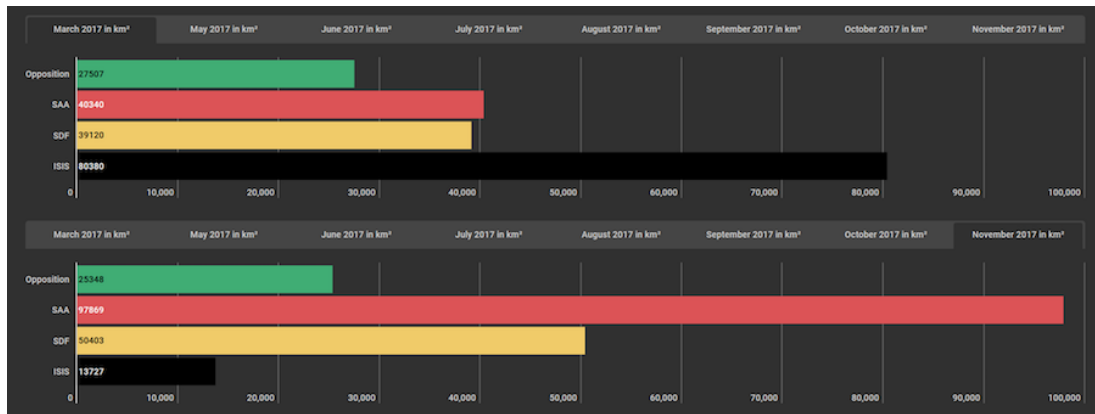 March 2017 in km² May 2017 in km² June 2017 in km² July 2017 in km² August 2017 in km² September 2017 in km² October 2017 in km² November 2017 in km²
Opposition 27507
SAA 40340
SDF 39120
ISIS 80380
0 10,000 20,000 30,000 40,000 50,000 60,000 70,000 80,000 90,000 100,000
March 2017 in km² May 2017 in km² June 2017 in km² July 2017 in km² August 2017 in km² September 2017 in km² October 2017 in km² November 2017 in km²
Opposition 25348
SAA 97869
SDF 50403
ISIS 13727
0 10,000 20,000 30,000 40,000 50,000 60,000 70,000 80,000 90,000 100,000